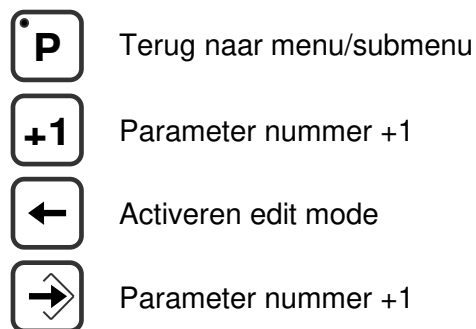 P Terug naar menu/submenu
+1 Parameter nummer +1
Activeren edit mode
Parameter nummer +1